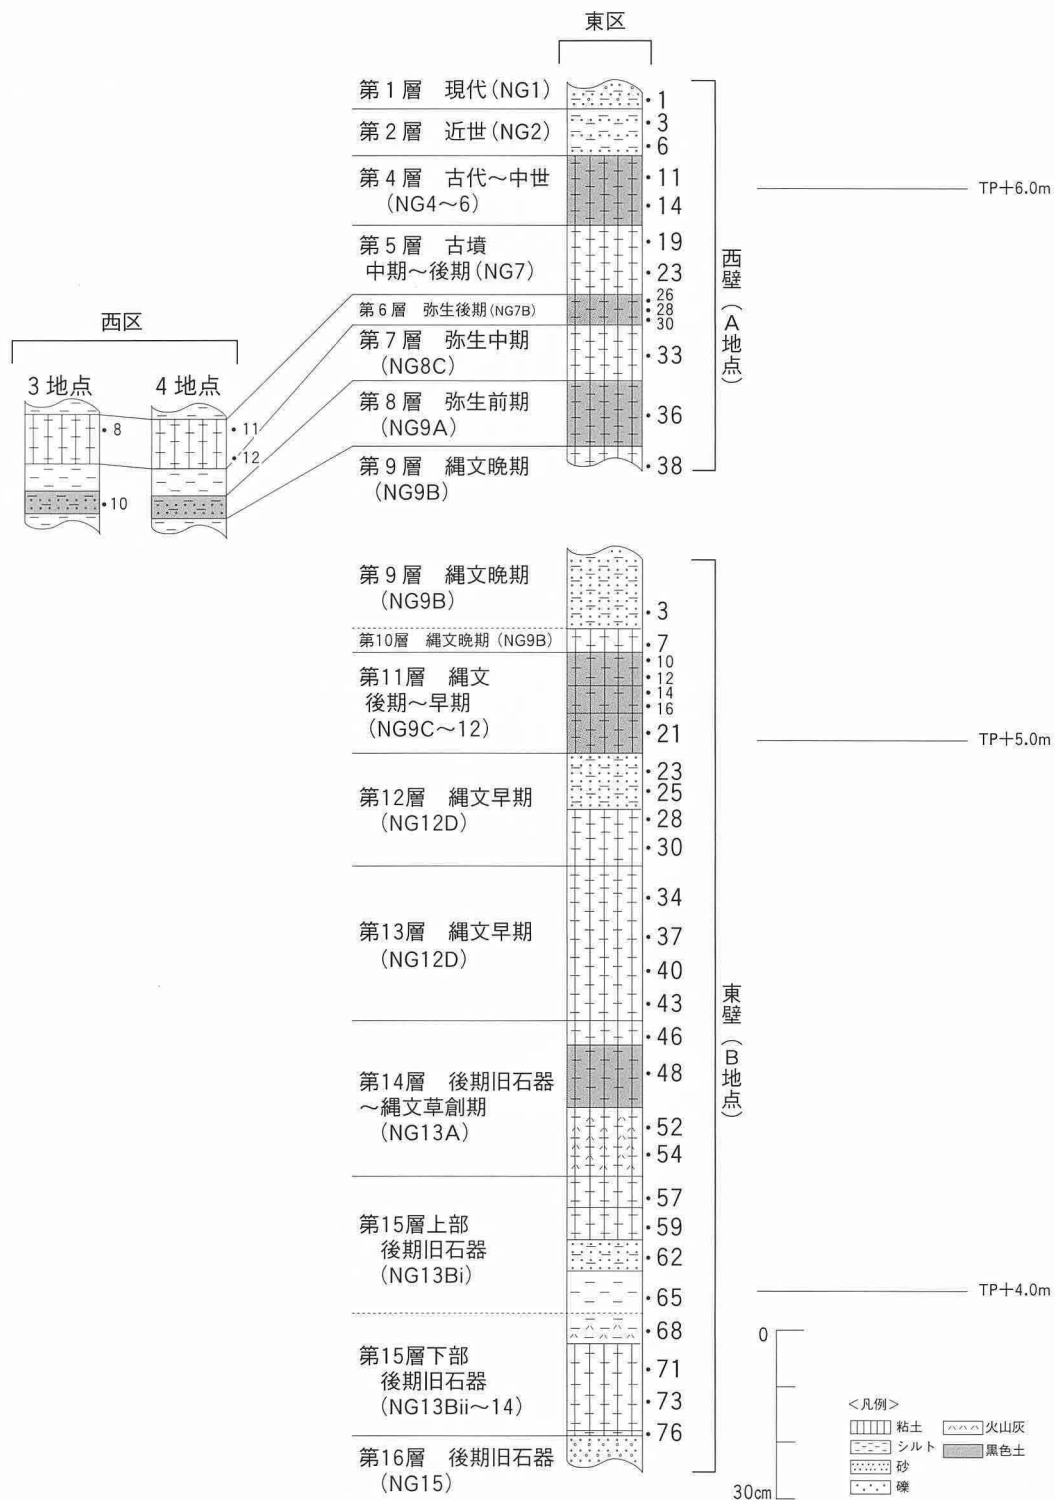 東区
第1層 現代(NG1)
・1
第2層 近世(NG2)
・3
・6
第4層 古代～中世
(NG4～6)
・11
・14
TP+6.0m
第5層 古墳
中期～後期(NG7)
・19
・23
第6層 弥生後期(NG7B)
・26
・28
・30
第7層 弥生中期
(NG8C)
・33
第8層 弥生前期
(NG9A)
・36
第9層 縄文晩期
(NG9B)
・38
西壁(A地点)
西区
3地点
4地点
・8
・10
・11
・12
第9層 縄文晩期
(NG9B)
・3
第10層 縄文晩期(NG9B)
・7
第11層 縄文
後期～早期
(NG9C～12)
・10
・12
・14
・16
・21
TP+5.0m
第12層 縄文早期
(NG12D)
・23
・25
・28
・30
第13層 縄文早期
(NG12D)
・34
・37
・40
・43
第14層 後期旧石器
～縄文草創期
(NG13A)
・46
・48
・52
・54
第15層上部
後期旧石器
(NG13Bi)
・57
・59
・62
・65
TP+4.0m
第15層下部
後期旧石器
(NG13Bii～14)
・68
・71
・73
・76
第16層 後期旧石器
(NG15)
東壁(B地点)
0
30cm
<凡例>
粘土
シルト
砂
礫
火山灰
黒色土